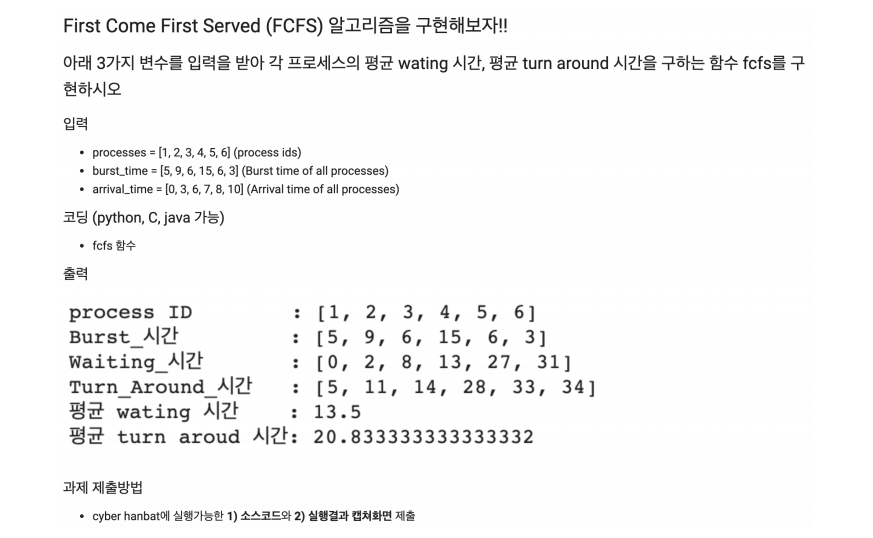 First Come First Served (FCFS) 알고리즘을 구현해보자!!
아래 3가지 변수를 입력을 받아 각 프로세스의 평균 wating 시간, 평균 turn around 시간을 구하는 함수 fcfs를 구
현하시오
입력
• processes = [1, 2, 3, 4, 5, 6] (process ids)
• burst_time = [5, 9, 6, 15, 6, 3] (Burst time of all processes)
• arrival_time = [0, 3, 6, 7, 8, 10] (Arrival time of all processes)
코딩 (python, C, java 가능)
• fcfs 함수
출력
process ID : [1, 2, 3, 4, 5, 6]
Burst_시간 : [5, 9, 6, 15, 6, 3]
Waiting_시간 : [0, 2, 8, 13, 27, 31]
Turn_Around_시간 : [5, 11, 14, 28, 33, 34]
평균 wating 시간 : 13.5
평균 turn aroud 시간: 20.833333333333332
과제 제출방법
• cyber hanbat에 실행가능한 1) 소스코드와 2) 실행결과 캡쳐화면 제출